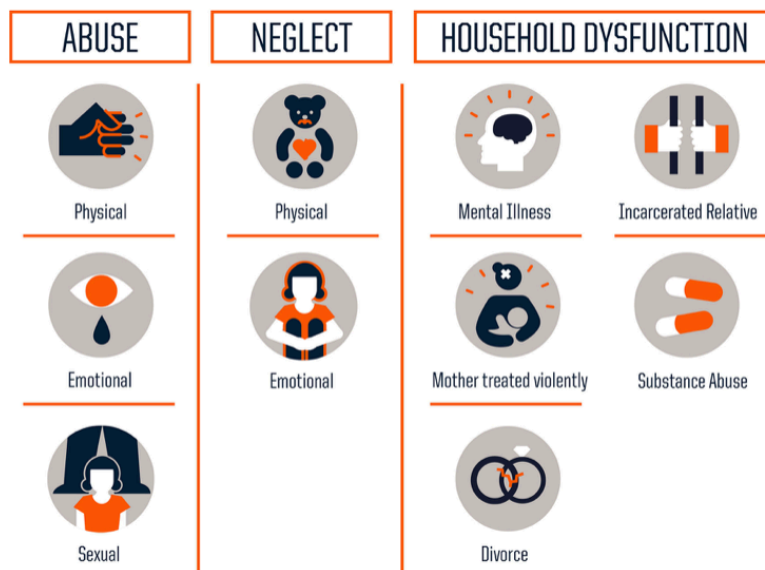 ABUSE
NEGLECT
HOUSEHOLD DYSFUNCTION
Physical
Physical
Mental Illness
Incarcerated Relative
Emotional
Emotional
Mother treated violently
Substance Abuse
Sexual
Divorce